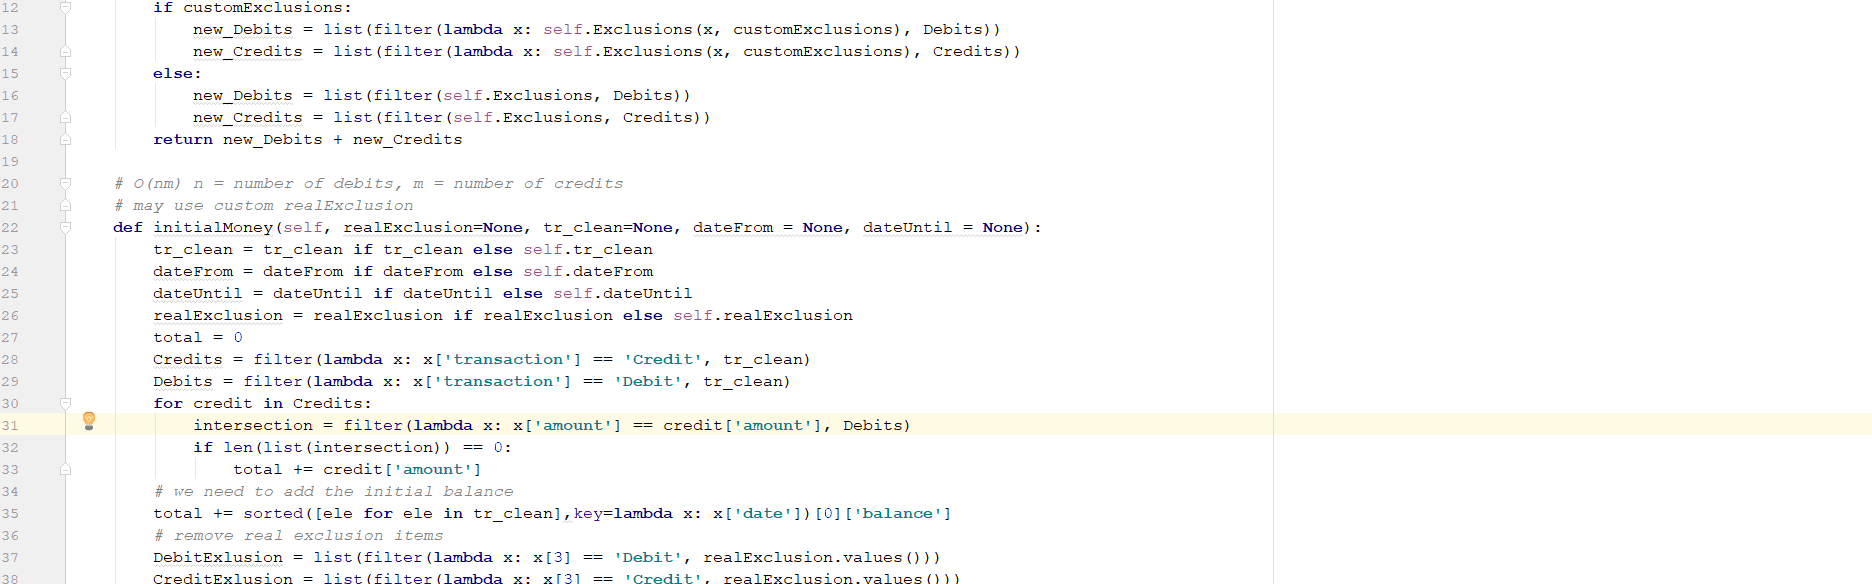 12 if customExclusions:
13 new_Debits = list(filter(lambda x: self.Exclusions(x, customExclusions), Debits))
14 new_Credits = list(filter(lambda x: self.Exclusions(x, customExclusions), Credits))
15 else:
16 new_Debits = list(filter(self.Exclusions, Debits))
17 new_Credits = list(filter(self.Exclusions, Credits))
18 return new_Debits + new_Credits
19
20 # O(nm) n = number of debits, m = number of credits
21 # may use custom realExclusion
22 def initialMoney(self, realExclusion=None, tr_clean=None, dateFrom = None, dateUntil = None):
23 tr_clean = tr_clean if tr_clean else self.tr_clean
24 dateFrom = dateFrom if dateFrom else self.dateFrom
25 dateUntil = dateUntil if dateUntil else self.dateUntil
26 realExclusion = realExclusion if realExclusion else self.realExclusion
27 total = 0
28 Credits = filter(lambda x: x['transaction'] == 'Credit', tr_clean)
29 Debits = filter(lambda x: x['transaction'] == 'Debit', tr_clean)
30 for credit in Credits:
31 intersection = filter(lambda x: x['amount'] == credit['amount'], Debits)
32 if len(list(intersection)) == 0:
33 total += credit['amount']
34 # we need to add the initial balance
35 total += sorted([ele for ele in tr_clean],key=lambda x: x['date'])[0]['balance']
36 # remove real exclusion items
37 DebitExlusion = list(filter(lambda x: x[3] == 'Debit', realExclusion.values()))
38 CreditExlusion = list(filter(lambda x: x[3] == 'Credit', realExclusion.values()))